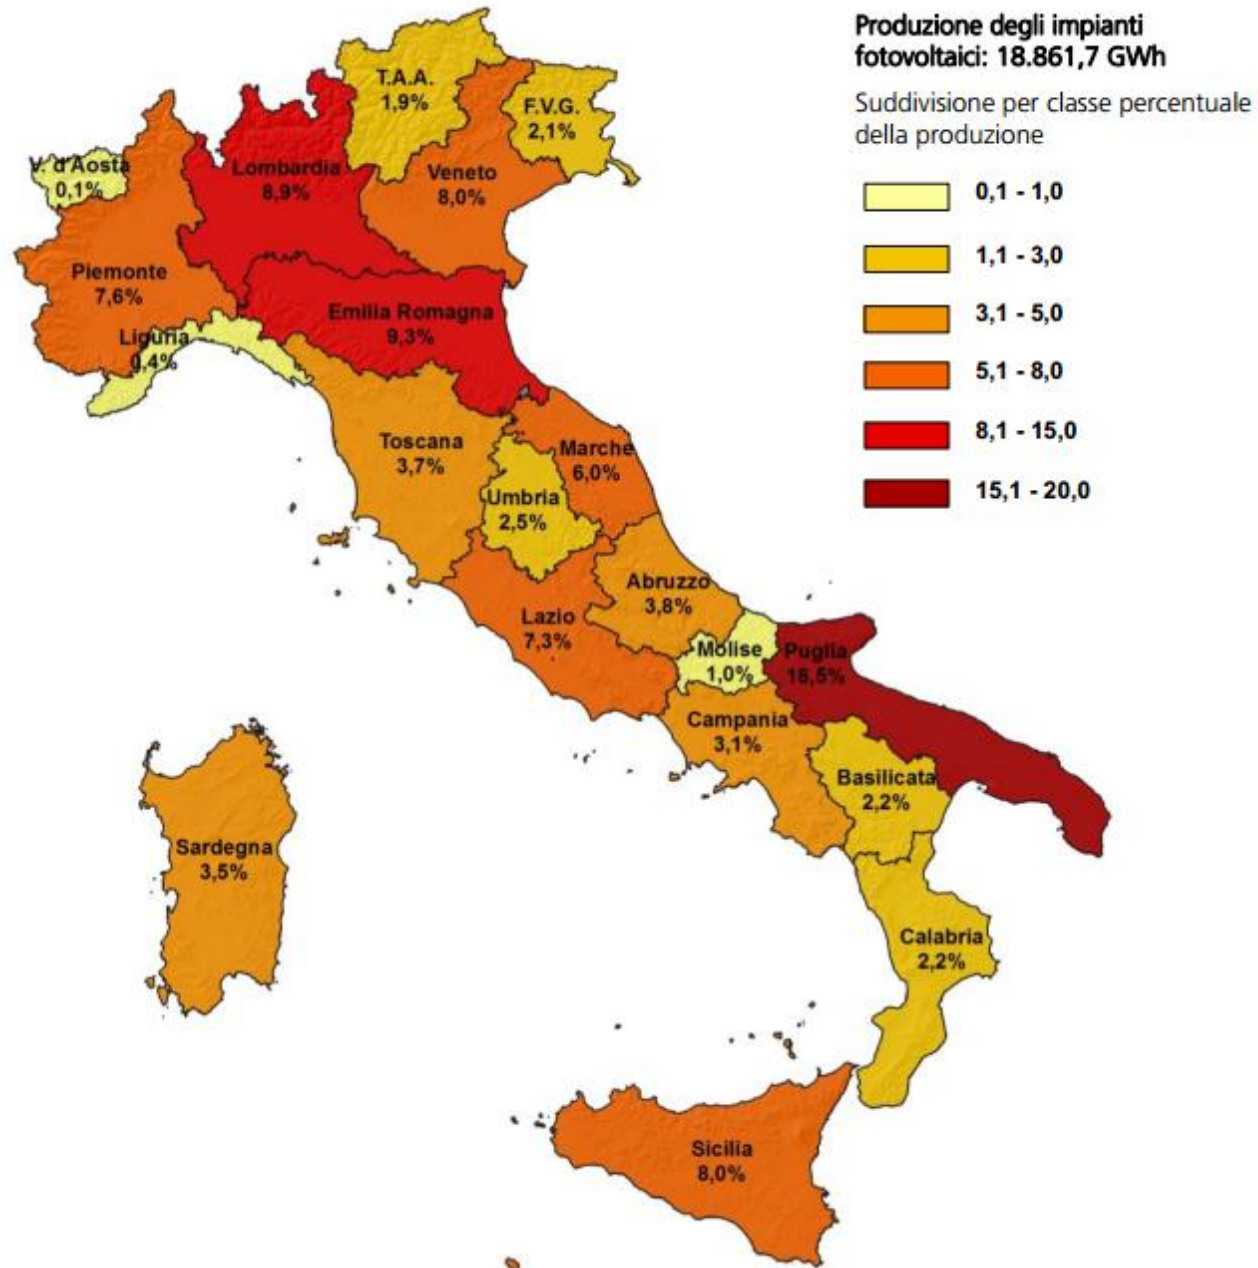 Produzione degli impianti
fotovoltaici: 18.861,7 GWh
Suddivisione per classe percentuale
della produzione
0,1 - 1,0
1,1 - 3,0
3,1 - 5,0
5,1 - 8,0
8,1 - 15,0
15,1 - 20,0
T.A.A.
1,9%
F.V.G.
2,1%
V. d'Aosta
0,1%
Lombardia
8,9%
Veneto
8,0%
Piemonte
7,6%
Emilia Romagna
9,3%
Liguria
0,4%
Toscana
3,7%
Marche
6,0%
Umbria
2,5%
Abruzzo
3,8%
Lazio
7,3%
Molise
1,0%
Puglia
18,5%
Campania
3,1%
Basilicata
2,2%
Sardegna
3,5%
Calabria
2,2%
Sicilia
8,0%